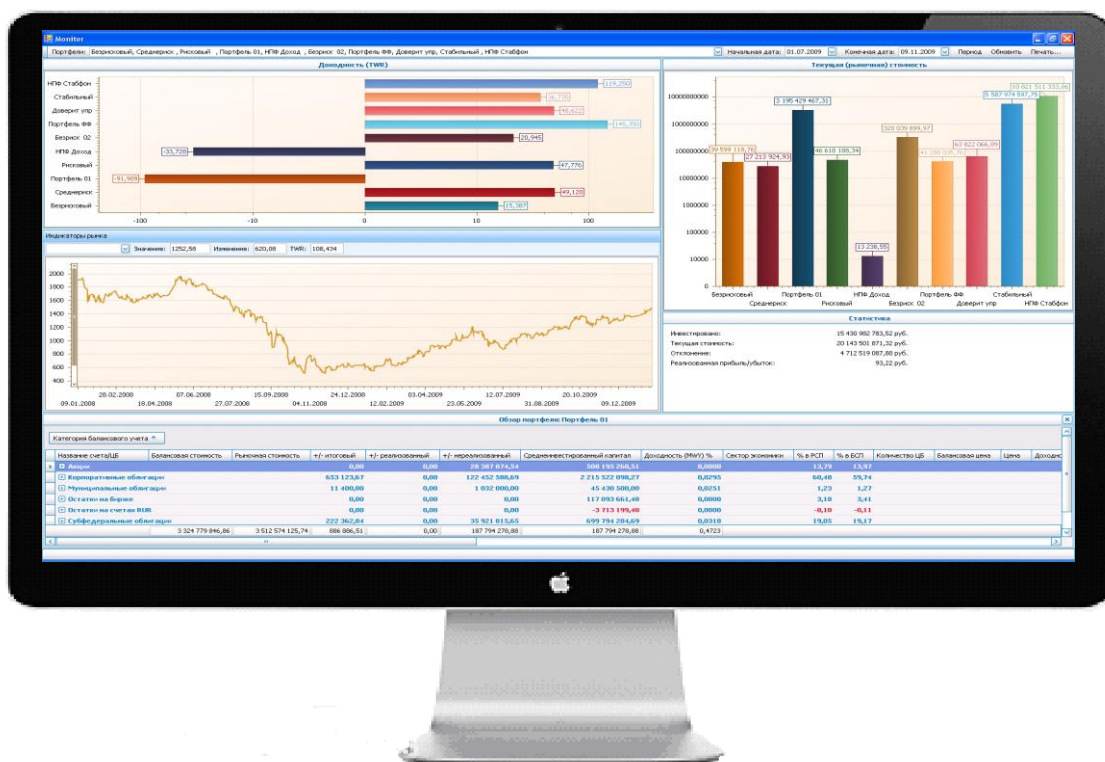 Monitor
Портфели: Безрисковый, Среднериск , Рисковый , Портфель 01, НПФ Доход , Безриск 02, Портфель ФФ, Доверит упр, Стабильный , НПФ Стабфон Начальная дата: 01.07.2009 Конечная дата: 09.11.2009 Период Обновить Печать...
Доходность (TWR)
НПФ Стабфон 119,250
Стабильный
Доверит упр 48,622
Портфель ФФ
Безриск 02 20,945
НПФ Доход -33,728
Рисковый 47,776
Портфель 01 -91,909
Среднериск 49,128
Безрисковый 15,387
-100 -10 0 10 100
Текущая (рыночная) стоимость
10 821 511 333,06
5 587 974 597,75
3 195 429 467,31
1000000000
100000000
320 039 899,97
39 599 118,76 27 213 924,93 46 618 188,34 63 822 066,89
10000000
1000000
100000
13 238,55
10000
0
Безрисковый Портфель 01 НПФ Доход Портфель ФФ Стабильный
Среднериск Рисковый Безриск 02 Доверит упр НПФ Стабфон
Индикаторы рынка
Значение: 1252,58 Изменение: 620,08 TWR: 108,434
2000
1800
1600
1400
1200
1000
800
600
400
28.02.2008 07.06.2008 15.09.2008 24.12.2008 03.04.2009 12.07.2009 20.10.2009
09.01.2008 18.04.2008 27.07.2008 04.11.2008 12.02.2009 23.05.2009 31.08.2009 09.12.2009
Статистика
Инвестировано: 15 430 982 783,52 руб.
Текущая стоимость: 20 143 501 871,32 руб.
Отклонение: 4 712 519 087,80 руб.
Реализованная прибыль/убыток: 93,22 руб.
Обзор портфеля: Портфель 01
Категория балансового учета
Название счета/ЦБ Балансовая стоимость Рыночная стоимость +/- итоговый +/- реализованный +/- нереализованный Среднеинвестированный капитал Доходность (MWY) % Сектор экономики % в РСП % в БСП Количество ЦБ Балансовая цена Цена Доходнс
Акции 0,00 0,00 28 387 874,54 508 195 268,51 0,0000 13,79 13,97
Корпоративные облигации 653 123,67 0,00 122 452 588,69 2 215 522 098,27 0,0295 60,40 59,74
Муниципальные облигации 11 400,00 0,00 1 032 000,00 45 430 500,00 0,0251 1,23 1,27
Остатки на бирже 0,00 0,00 0,00 117 093 661,48 0,0000 3,18 3,41
Остатки на счетах RUR 0,00 0,00 0,00 -3 713 199,40 0,0000 -0,10 -0,11
Субфедеральные облигации 222 362,84 0,00 35 921 815,65 699 794 204,69 0,0318 19,05 19,17
3 324 779 846,86 3 512 574 125,74 886 886,51 0,00 187 794 278,88 187 794 278,88 0,4723